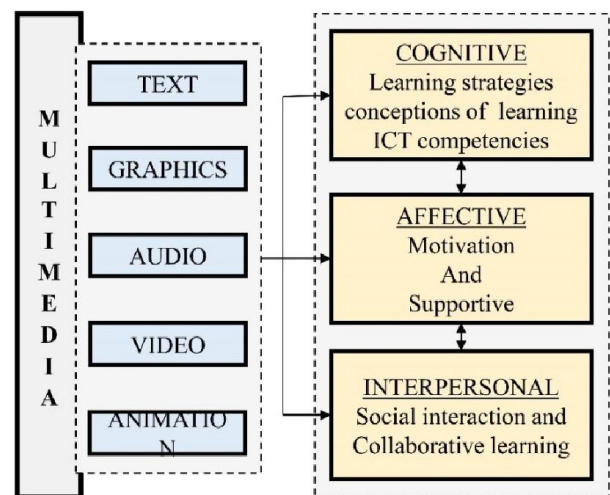 MULTIMEDIA
TEXT
GRAPHICS
AUDIO
VIDEO
ANIMATIO
N
COGNITIVE
Learning strategies
conceptions of learning
ICT competencies
AFFECTIVE
Motivation
And
Supportive
INTERPERSONAL
Social interaction and
Collaborative learning